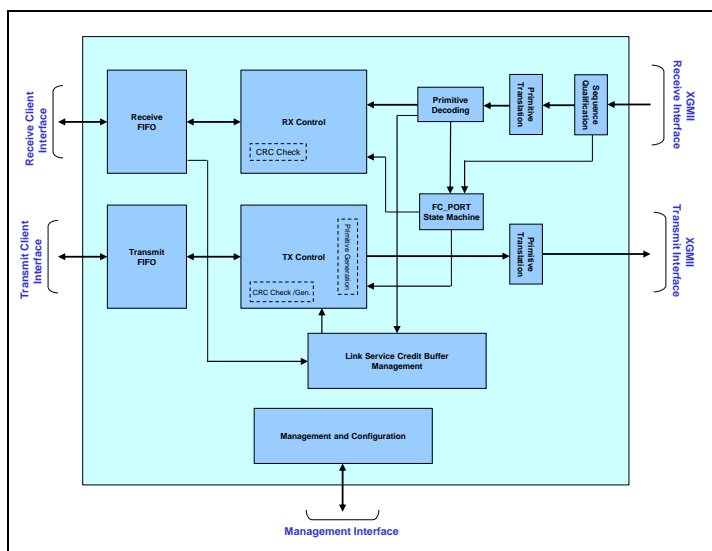 Receive Client
Interface
Receive
FIFO
RX Control
CRC Check
Primitive
Decoding
Primitive
Translation
Sequence
Qualification
XGMII
Receive Interface
FC_PORT
State Machine
Transmit Client
Interface
Transmit
FIFO
TX Control
Primitive Generation
CRC Check /Gen.
Primitive
Translation
XGMII
Transmit Interface
Link Service Credit Buffer
Management
Management and Configuration
Management Interface